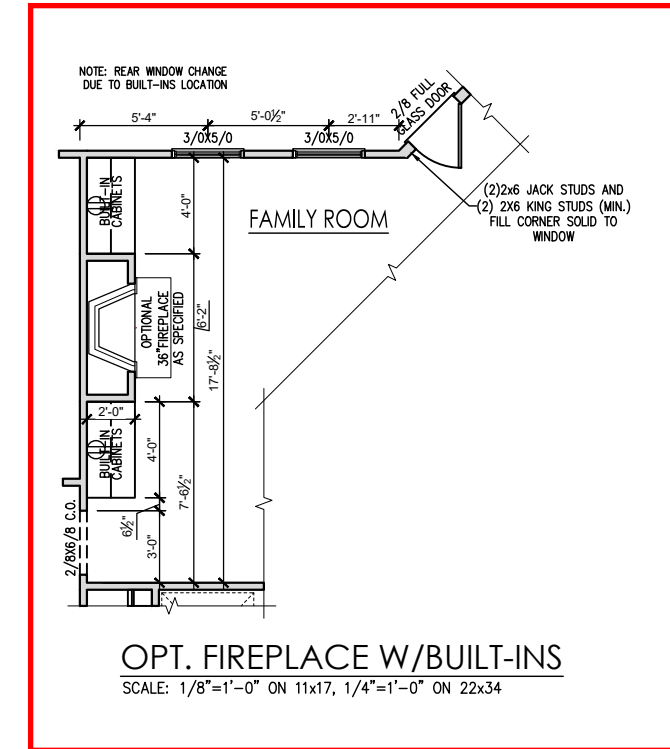 NOTE: REAR WINDOW CHANGE
DUE TO BUILT-INS LOCATION
5'-4"
5'-0½"
2'-11"
2/8 FULL
GLASS DOOR
3/0X5/0
3/0X5/0
(2)2x6 JACK STUDS AND
(2) 2X6 KING STUDS (MIN.)
FILL CORNER SOLID TO
WINDOW
BUILT-IN
CABINETS
4'-0"
FAMILY ROOM
OPTIONAL
36"FIREPLACE
AS SPECIFIED
6'-2"
17'-8½"
2'-0"
BUILT-IN
CABINETS
4'-0"
7'-6½"
2/8X6/8 C.O.
6½"
3'-0"
OPT. FIREPLACE W/BUILT-INS
SCALE: 1/8"=1'-0" ON 11x17, 1/4"=1'-0" ON 22x34